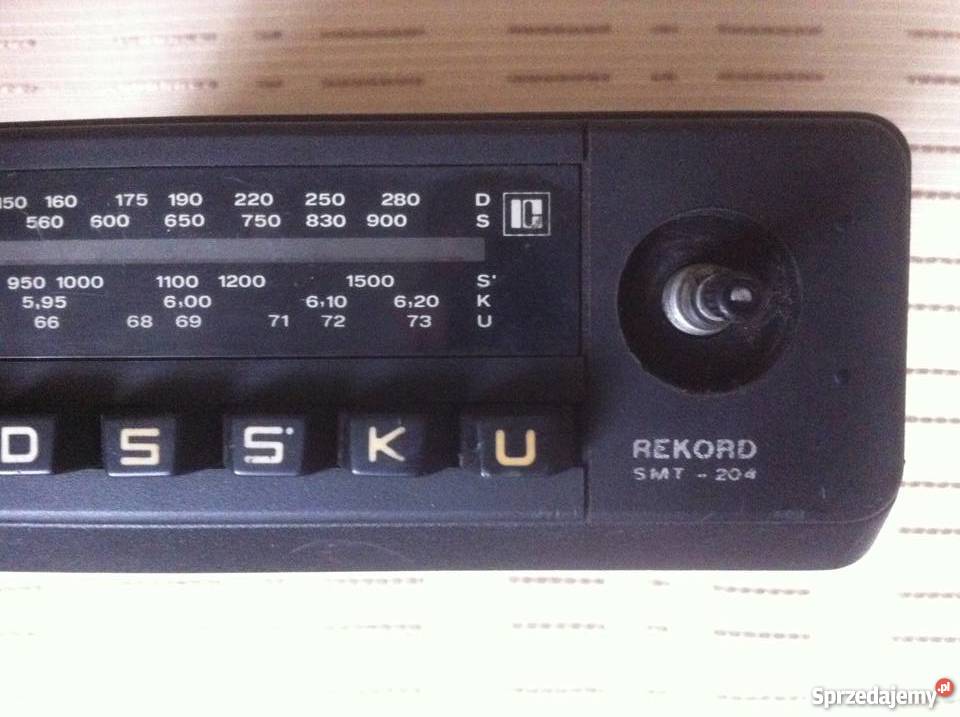 150 160 175 190 220 250 280 D
560 600 650 750 830 900 S
950 1000 1100 1200 1500 S•
5,95 6,00 6,10 6,20 K
66 68 69 71 72 73 U
D S S• K U
REKORD
SMT - 204
Sprzedajemy.pl